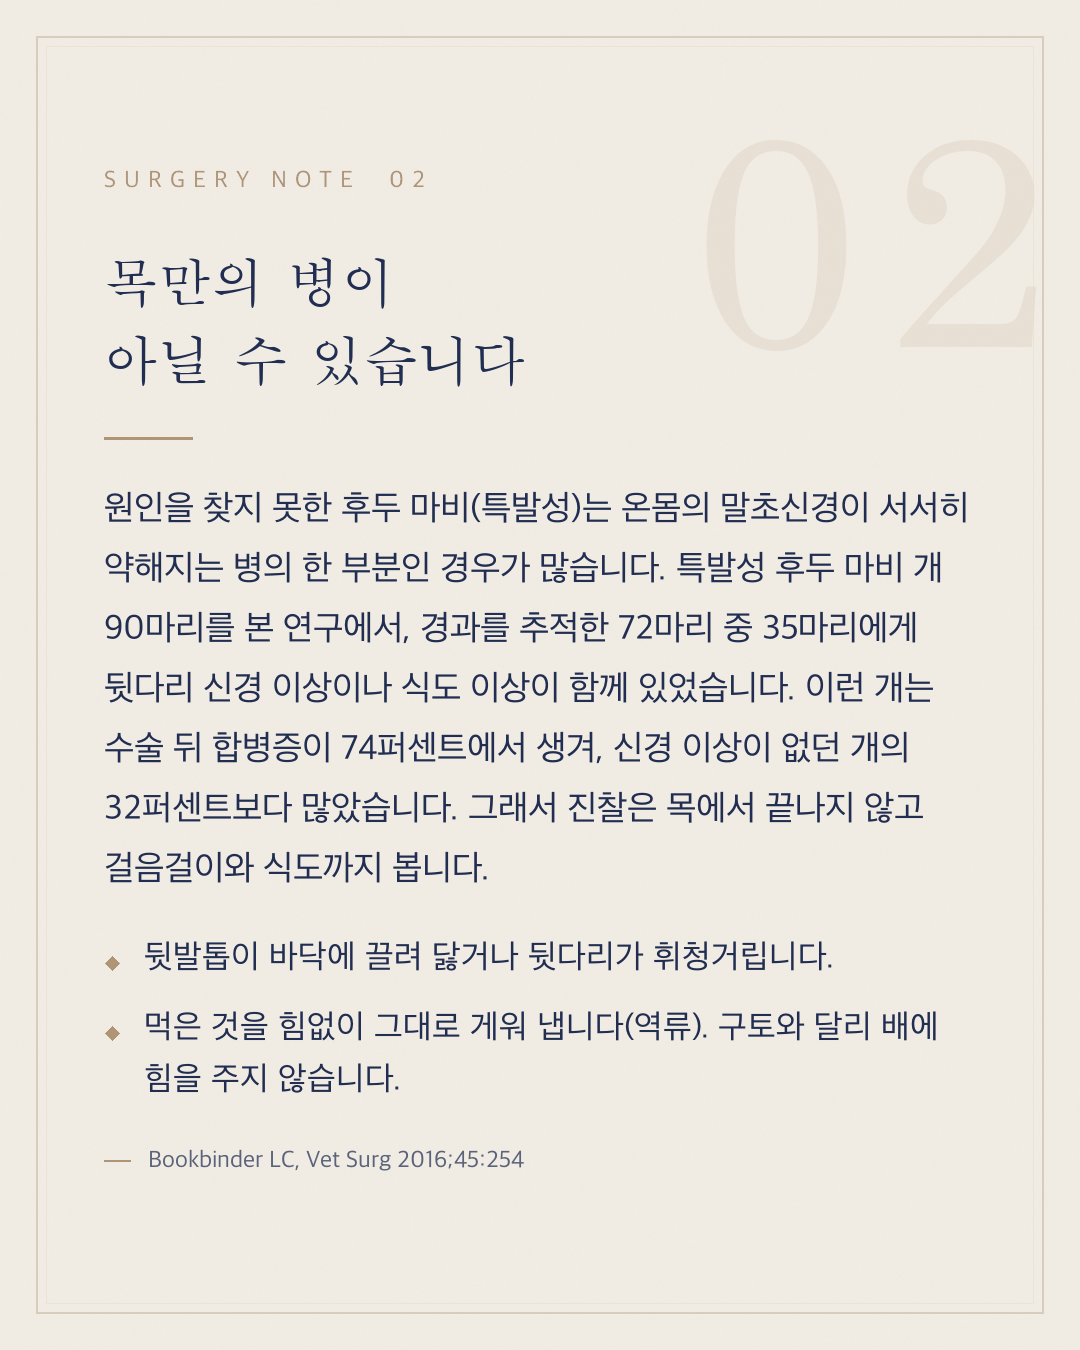 SURGERY NOTE 02
02
목만의 병이
아닐 수 있습니다
원인을 찾지 못한 후두 마비(특발성)는 온몸의 말초신경이 서서히
약해지는 병의 한 부분인 경우가 많습니다. 특발성 후두 마비 개
90마리를 본 연구에서, 경과를 추적한 72마리 중 35마리에게
뒷다리 신경 이상이나 식도 이상이 함께 있었습니다. 이런 개는
수술 뒤 합병증이 74퍼센트에서 생겨, 신경 이상이 없던 개의
32퍼센트보다 많았습니다. 그래서 진찰은 목에서 끝나지 않고
걸음걸이와 식도까지 봅니다.
◆ 뒷발톱이 바닥에 끌려 닳거나 뒷다리가 휘청거립니다.
◆ 먹은 것을 힘없이 그대로 게워 냅니다(역류). 구토와 달리 배에
힘을 주지 않습니다.
— Bookbinder LC, Vet Surg 2016;45:254